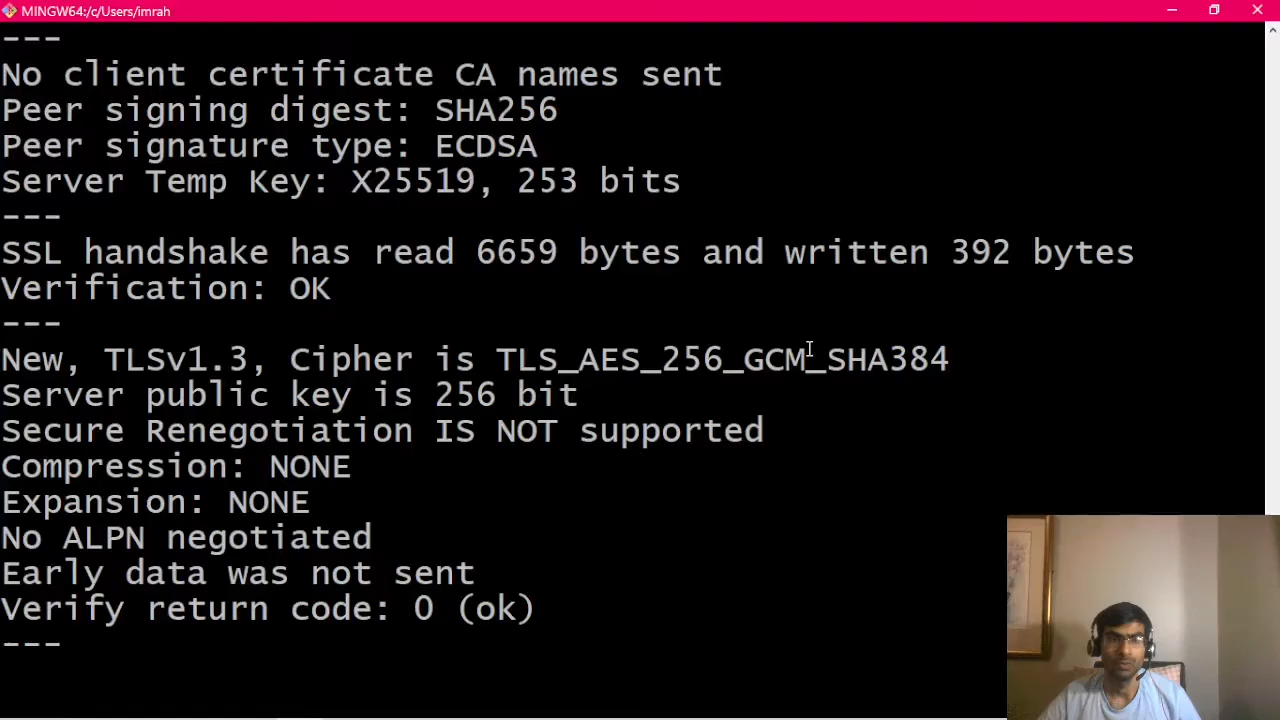 MINGW64:/c/Users/imrah
---
No client certificate CA names sent
Peer signing digest: SHA256
Peer signature type: ECDSA
Server Temp Key: X25519, 253 bits
---
SSL handshake has read 6659 bytes and written 392 bytes
Verification: OK
---
New, TLSv1.3, Cipher is TLS_AES_256_GCM_SHA384
Server public key is 256 bit
Secure Renegotiation IS NOT supported
Compression: NONE
Expansion: NONE
No ALPN negotiated
Early data was not sent
Verify return code: 0 (ok)
---